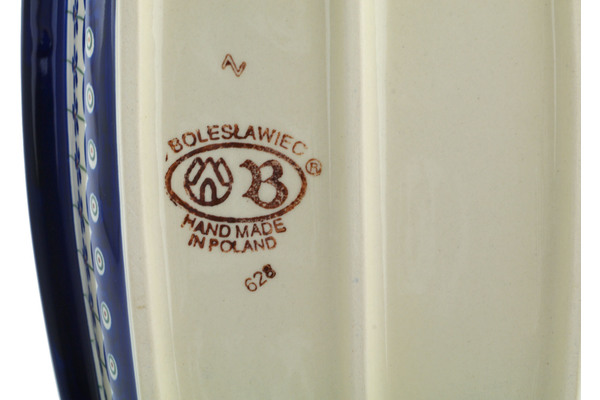 N
BOLESŁAWIEC
®
B
HAND MADE
IN POLAND
628